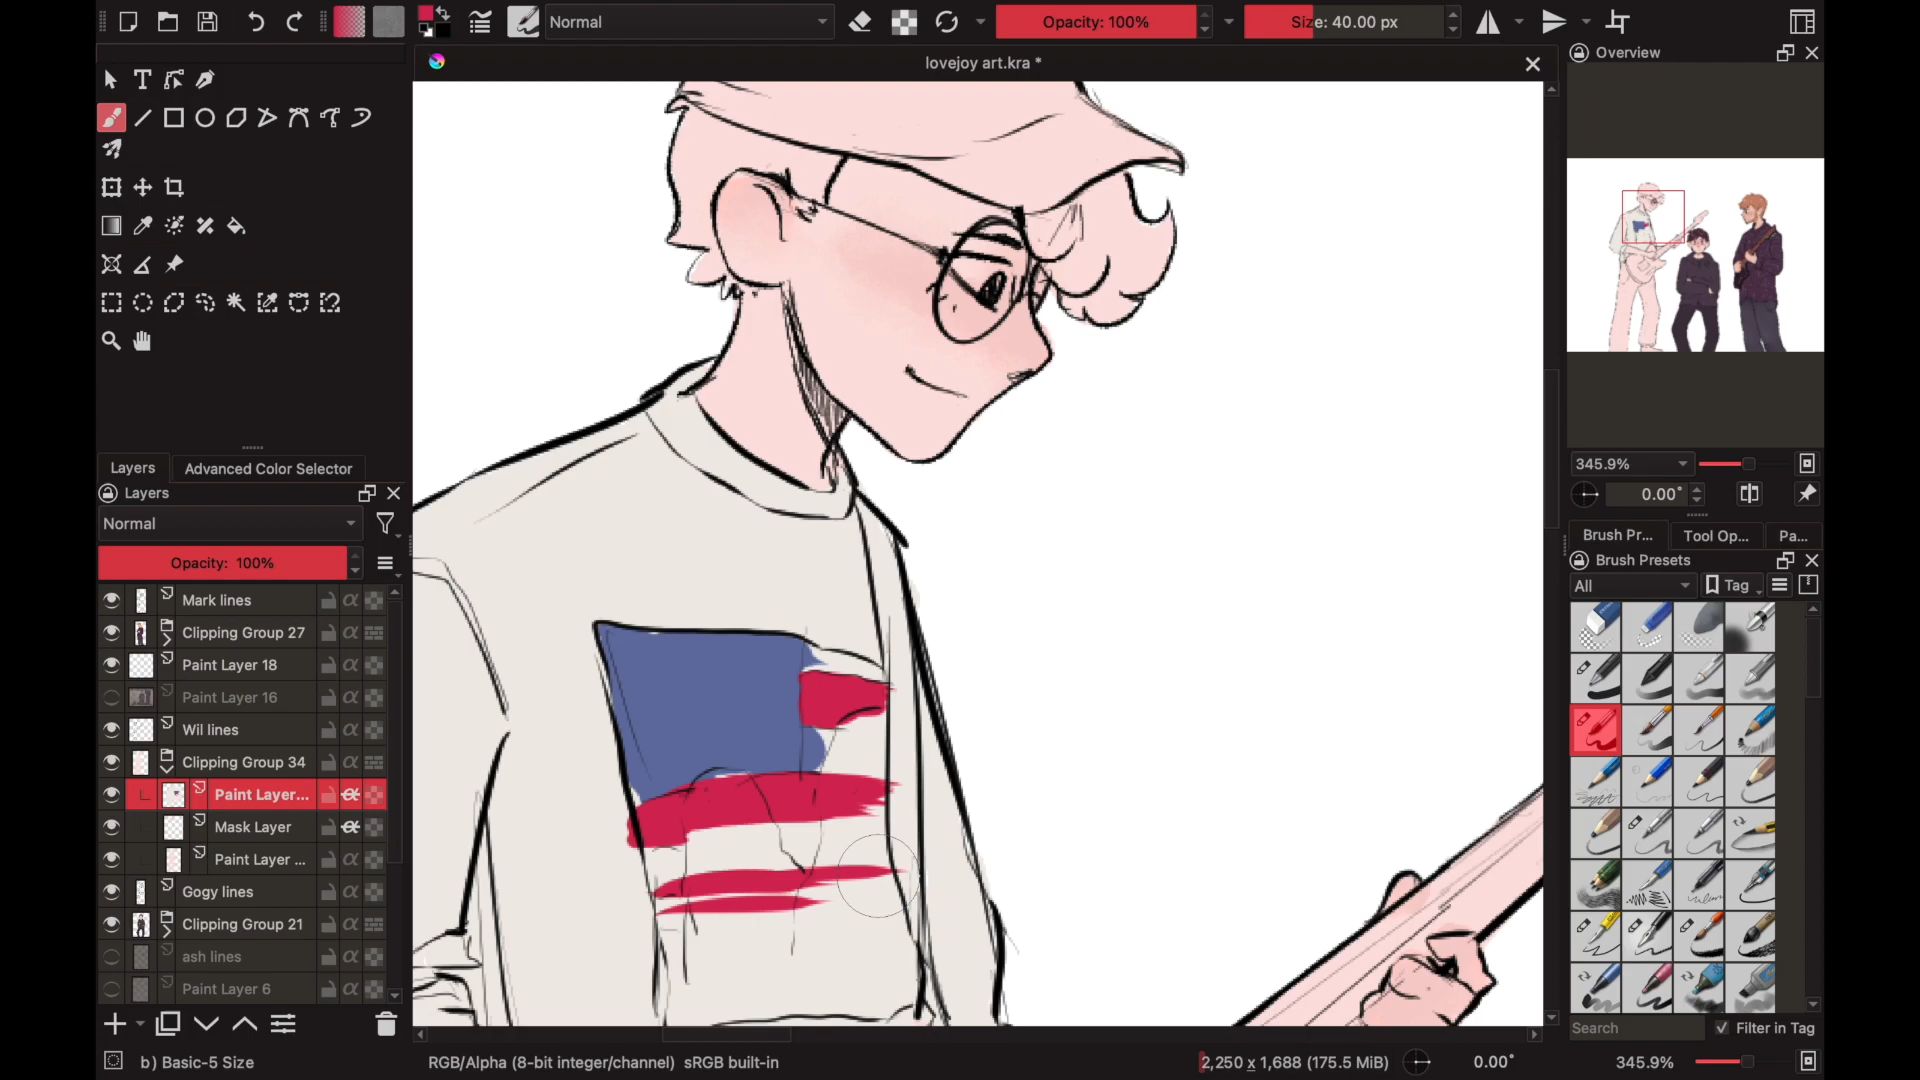 Normal
Opacity: 100%
Size: 40.00 px
lovejoy art.kra *
Overview
345.9%
0.00°
Layers
Advanced Color Selector
Layers
Normal
Opacity: 100%
Mark lines
Clipping Group 27
Paint Layer 18
Paint Layer 16
Wil lines
Clipping Group 34
Paint Layer...
Mask Layer
Paint Layer ...
Gogy lines
Clipping Group 21
ash lines
Paint Layer 6
Brush Pr...
Tool Op...
Pa...
Brush Presets
All
Tag
Search
Filter in Tag
b) Basic-5 Size
RGB/Alpha (8-bit integer/channel) sRGB built-in
2,250 x 1,688 (175.5 MiB)
0.00°
345.9%